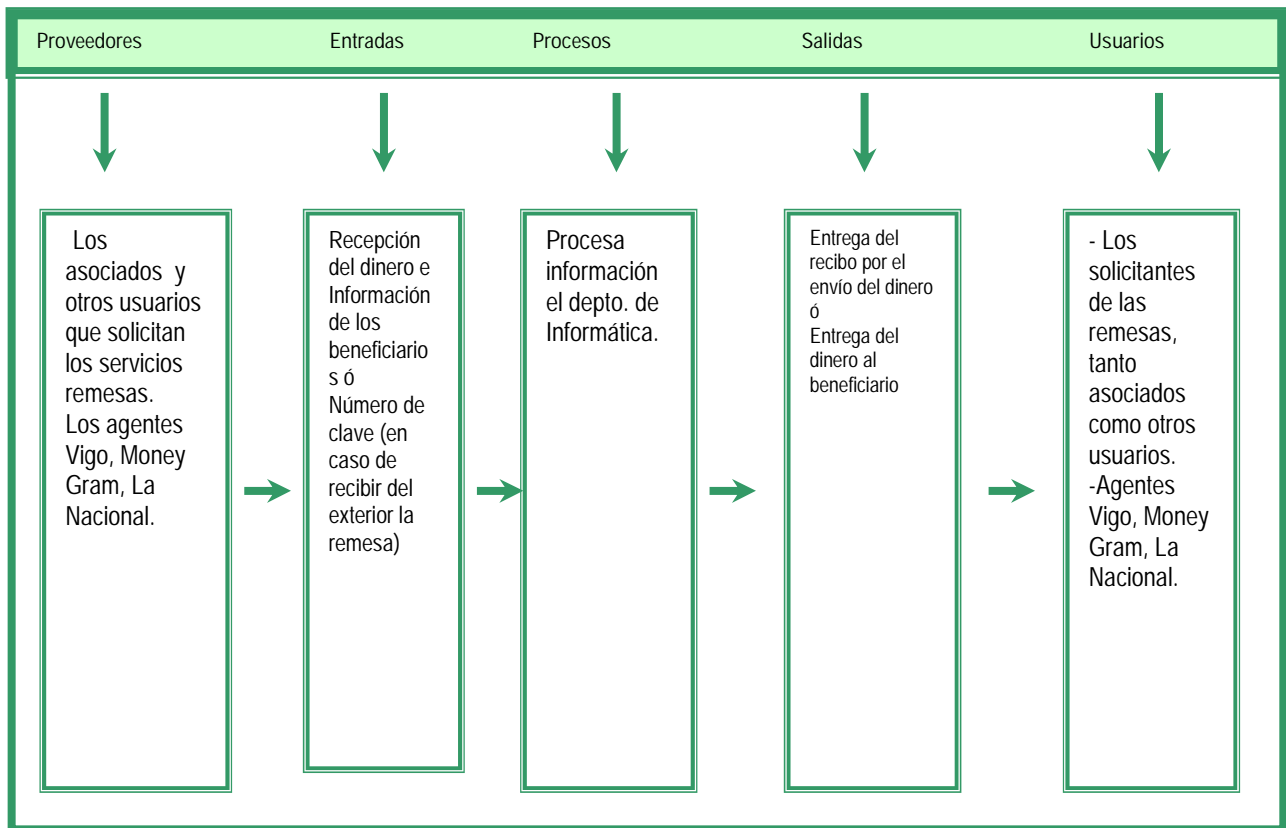 Proveedores Entradas Procesos Salidas Usuarios
Los
asociados y
otros usuarios
que solicitan
los servicios
remesas.
Los agentes
Vigo, Money
Gram, La
Nacional.
Recepción
del dinero e
Información
de los
beneficiario
s ó
Número de
clave (en
caso de
recibir del
exterior la
remesa)
Procesa
información
el depto. de
Informática.
Entrega del
recibo por el
envío del dinero
ó
Entrega del
dinero al
beneficiario
- Los
solicitantes
de las
remesas,
tanto
asociados
como otros
usuarios.
-Agentes
Vigo, Money
Gram, La
Nacional.